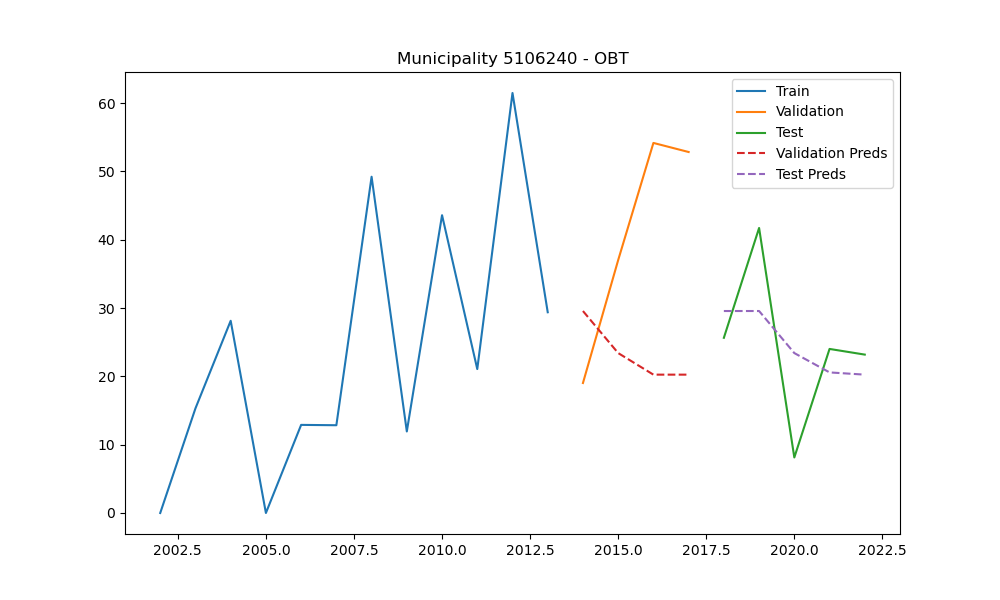 Municipality 5106240 - OBT
Train
Validation
Test
Validation Preds
Test Preds
60
50
40
30
20
10
0
2002.5 2005.0 2007.5 2010.0 2012.5 2015.0 2017.5 2020.0 2022.5